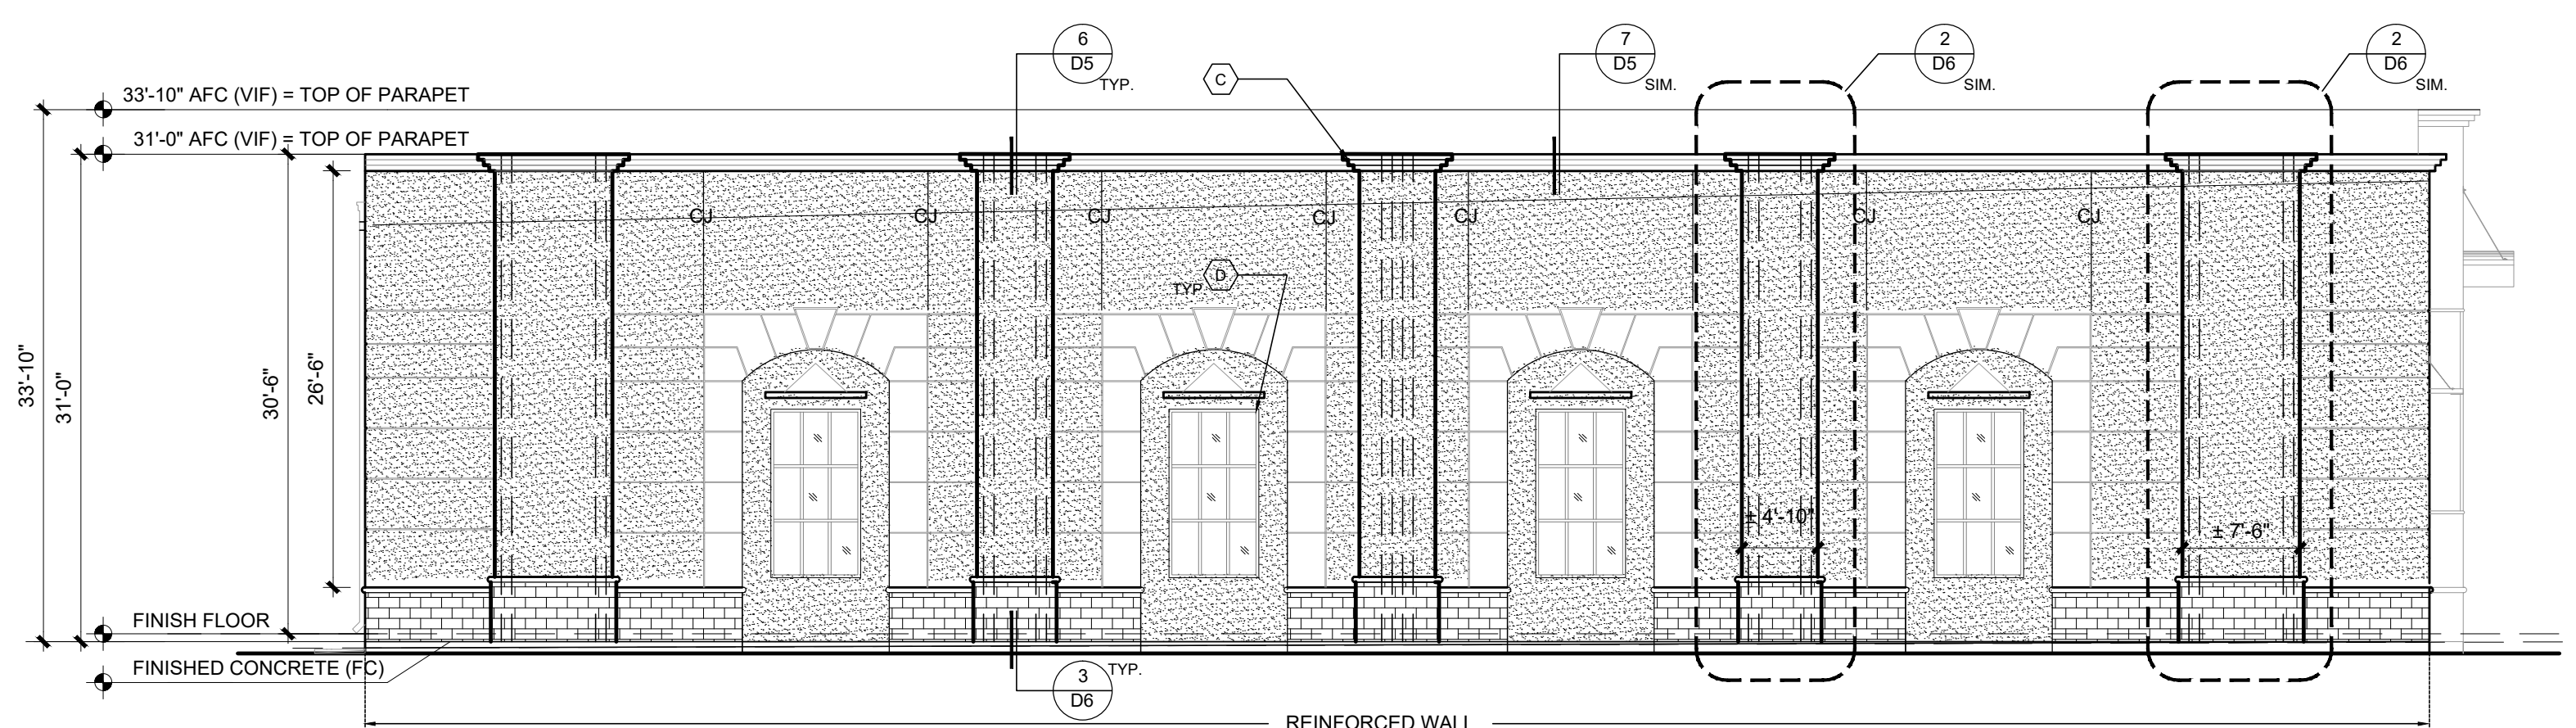 6
D5
TYP.
C
7
D5
SIM.
2
D6
SIM.
2
D6
SIM.
33'-10" AFC (VIF) = TOP OF PARAPET
31'-0" AFC (VIF) = TOP OF PARAPET
CJ
CJ
CJ
CJ
CJ
CJ
CJ
D
TYP.
33'-10"
31'-0"
30'-6"
26'-6"
± 4'-10"
± 7'-6"
FINISH FLOOR
FINISHED CONCRETE (FC)
3
D6
TYP.
REINFORCED WALL